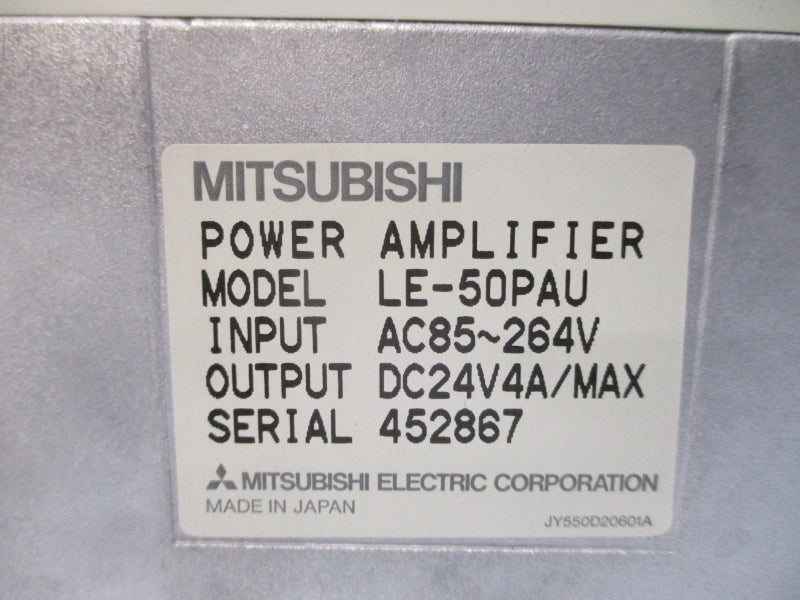 MITSUBISHI
POWER AMPLIFIER
MODEL LE-50PAU
INPUT AC85~264V
OUTPUT DC24V4A/MAX
SERIAL 452867
MITSUBISHI ELECTRIC CORPORATION
MADE IN JAPAN
JY550D20601A